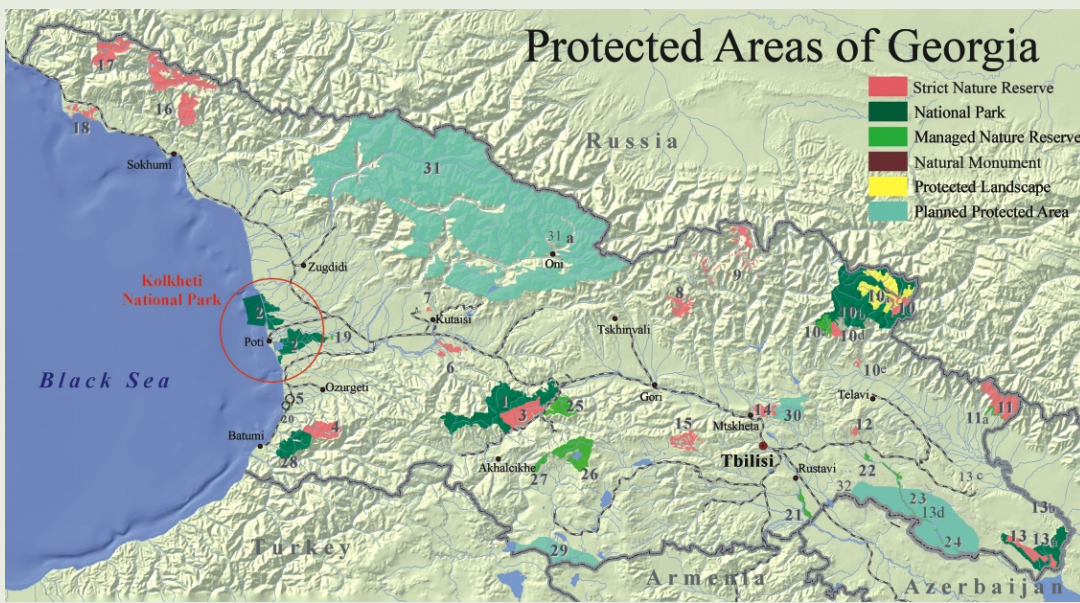 Protected Areas of Georgia
Strict Nature Reserve
National Park
Managed Nature Reserve
Natural Monument
Protected Landscape
Planned Protected Area
Russia
17
16
18
Sokhumi
31
31 a
Oni
Zugdidi
Kolkheti
National Park
2
Poti
2
19
7
Kutaisi
6
Tskhinvali
8
9
10a
10
10b
10c
10d
10e
Black Sea
Ozurgeti
5
20
Batumi
28
4
1
3
25
Gori
Mtskheta
14
30
Telavi
11
11a
12
15
Tbilisi
Akhalcikhe
27
26
Rustavi
22
13 c
32
23
13d
13b
21
24
13
13a
29
Turkey
Armenia
Azerbaijan